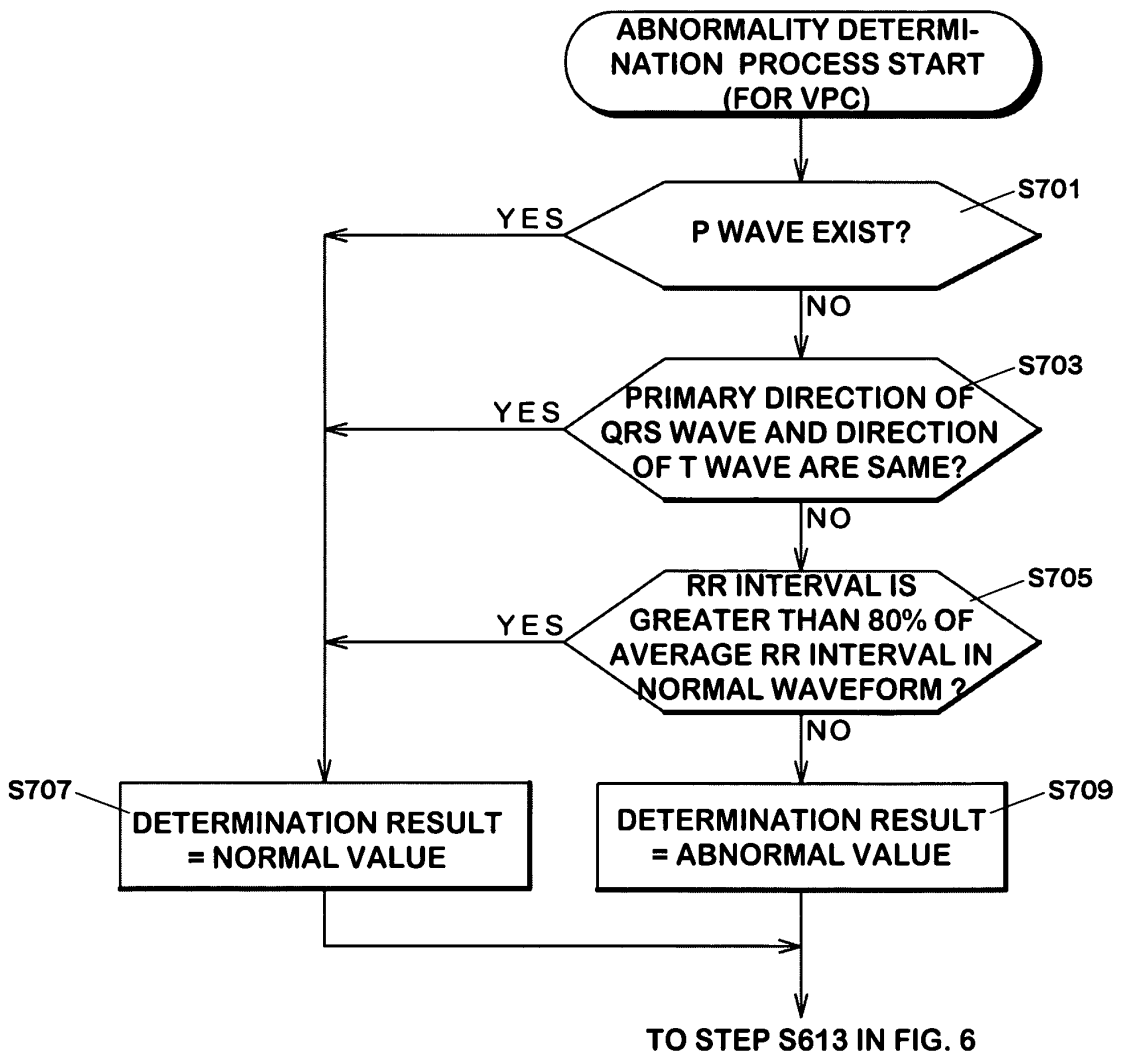 ABNORMALITY DETERMI-
NATION PROCESS START
(FOR VPC)
S701
YES
P WAVE EXIST?
NO
S703
YES
PRIMARY DIRECTION OF
QRS WAVE AND DIRECTION
OF T WAVE ARE SAME?
NO
S705
RR INTERVAL IS
YES
GREATER THAN 80% OF
AVERAGE RR INTERVAL IN
NORMAL WAVEFORM ?
NO
S707
DETERMINATION RESULT
= NORMAL VALUE
S709
DETERMINATION RESULT
= ABNORMAL VALUE
TO STEP S613 IN FIG. 6